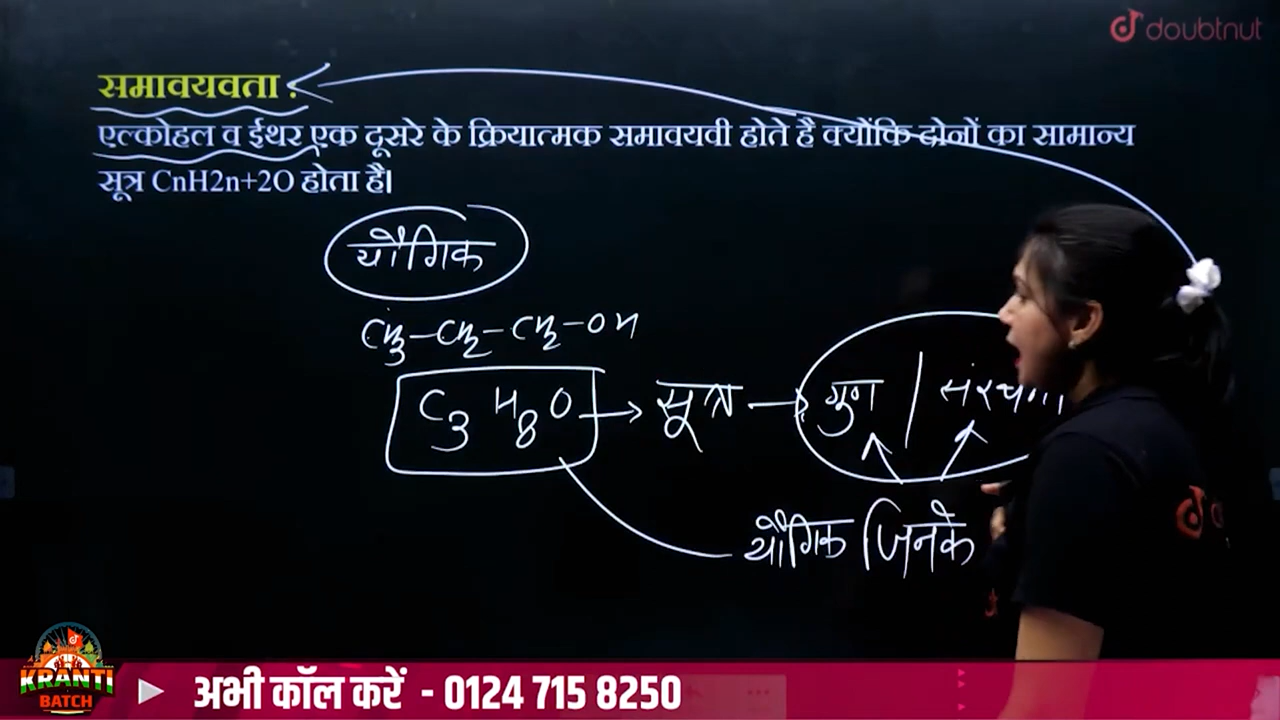 doubtnut
समावयवता :
एल्कोहल व ईथर एक दूसरे के क्रियात्मक समावयवी होते है क्योंकि दोनों का सामान्य
सूत्र CnH2n+2O होता है।
यौगिक
CH3-CH2-CH2-OH
C3H8O → सूत्र → गुण / संरचना
यौगिक जिनके
KRANTI
BATCH
अभी कॉल करें - 0124 715 8250